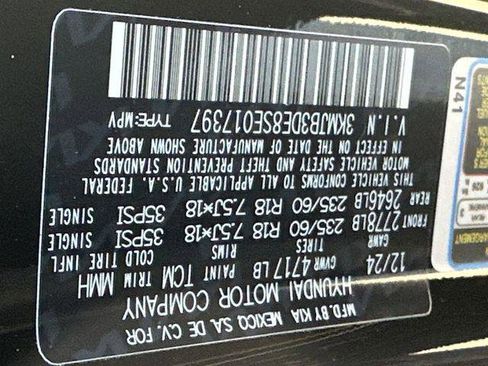 MFD. BY KIA MEXICO, S.A. DE C.V. FOR
HYUNDAI MOTOR COMPANY
12/24 GVWR 4717 LB PAINT TCM TRIM MMH
GAWR TIRES RIMS COLD TIRE INFL
FRONT 2778LB 235/60 R18 7.5J×18 35PSI SINGLE
REAR 2646LB 235/60 R18 7.5J×18 35PSI SINGLE
THIS VEHICLE CONFORMS TO ALL APPLICABLE U.S.A. FEDERAL
MOTOR VEHICLE SAFETY AND THEFT PREVENTION STANDARDS
IN EFFECT ON THE DATE OF MANUFACTURE SHOWN ABOVE
V.I.N 3KMJB3DE8SE017397 TYPE:MPV
N41